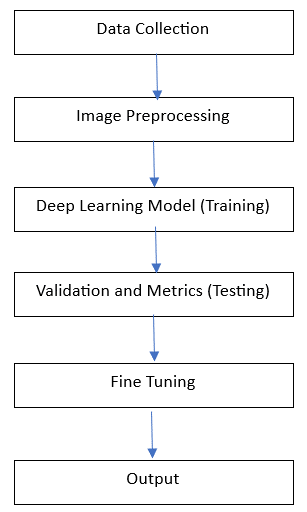 Data Collection
Image Preprocessing
Deep Learning Model (Training)
Validation and Metrics (Testing)
Fine Tuning
Output